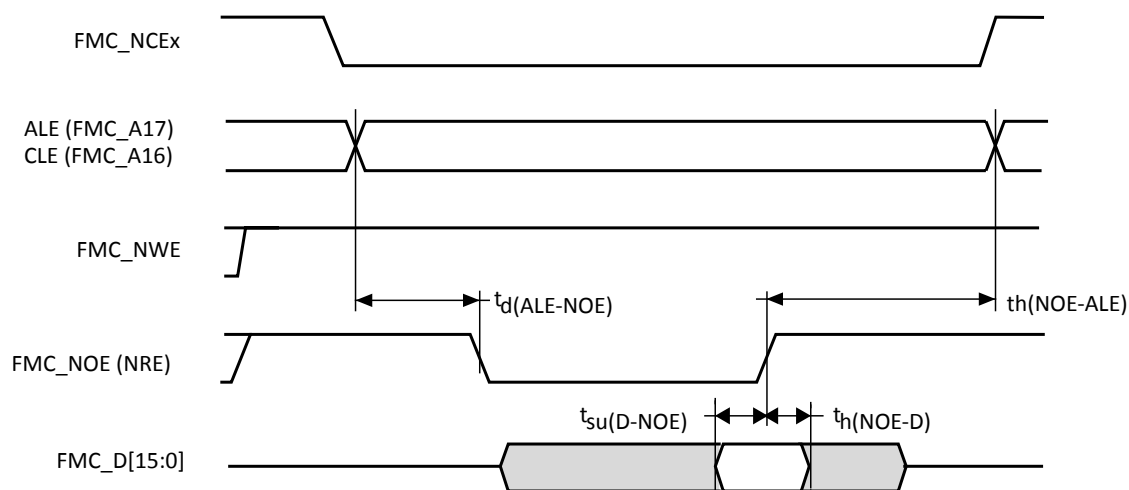 FMC_NCEx
ALE (FMC_A17)
CLE (FMC_A16)
FMC_NWE
td(ALE-NOE)
th(NOE-ALE)
FMC_NOE (NRE)
tsu(D-NOE)
th(NOE-D)
FMC_D[15:0]